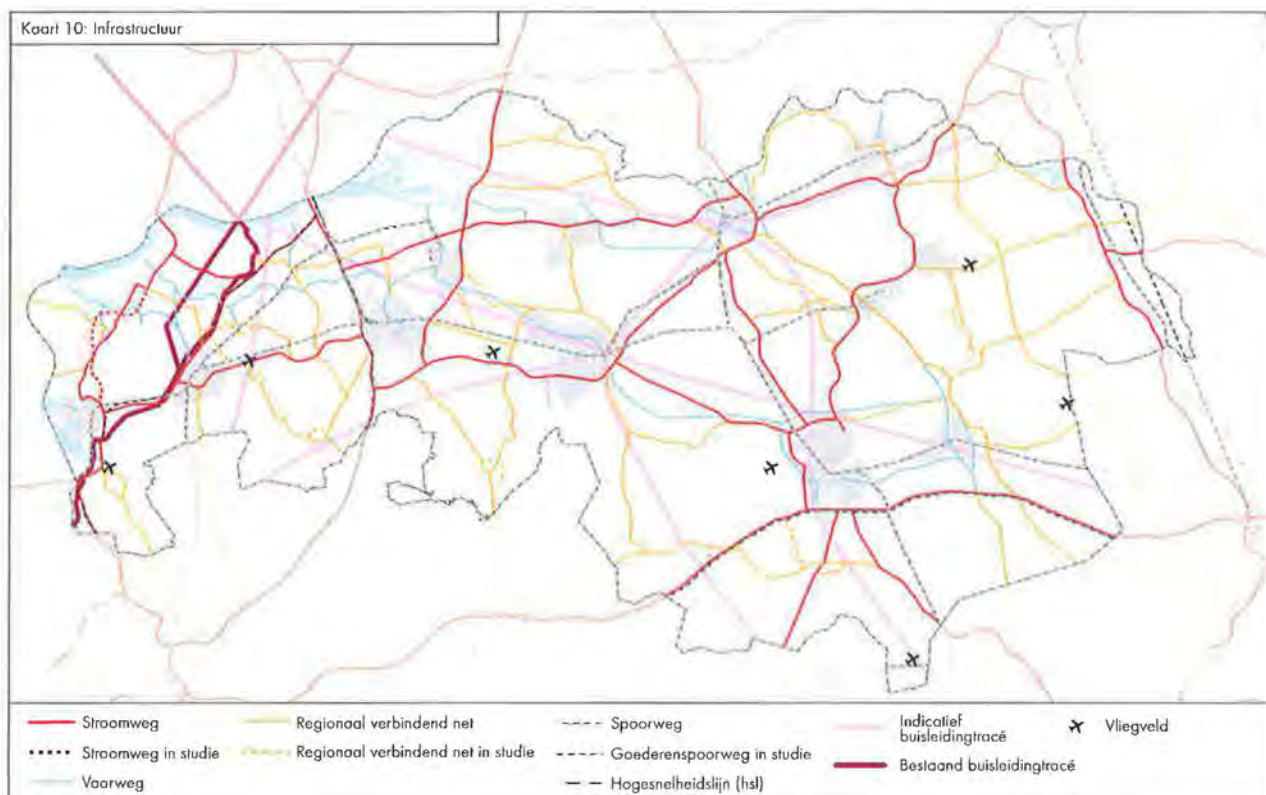 Kaart 10: Infrastructuur
Stroomweg
Stroomweg in studie
Vaarweg
Regionaal verbindend net
Regionaal verbindend net in studie
Spoorweg
Goederenspoorweg in studie
Hogesnelheidslijn (hsl)
Indicatief
buisleidingtracé
Bestaand buisleidingtracé
Vliegveld